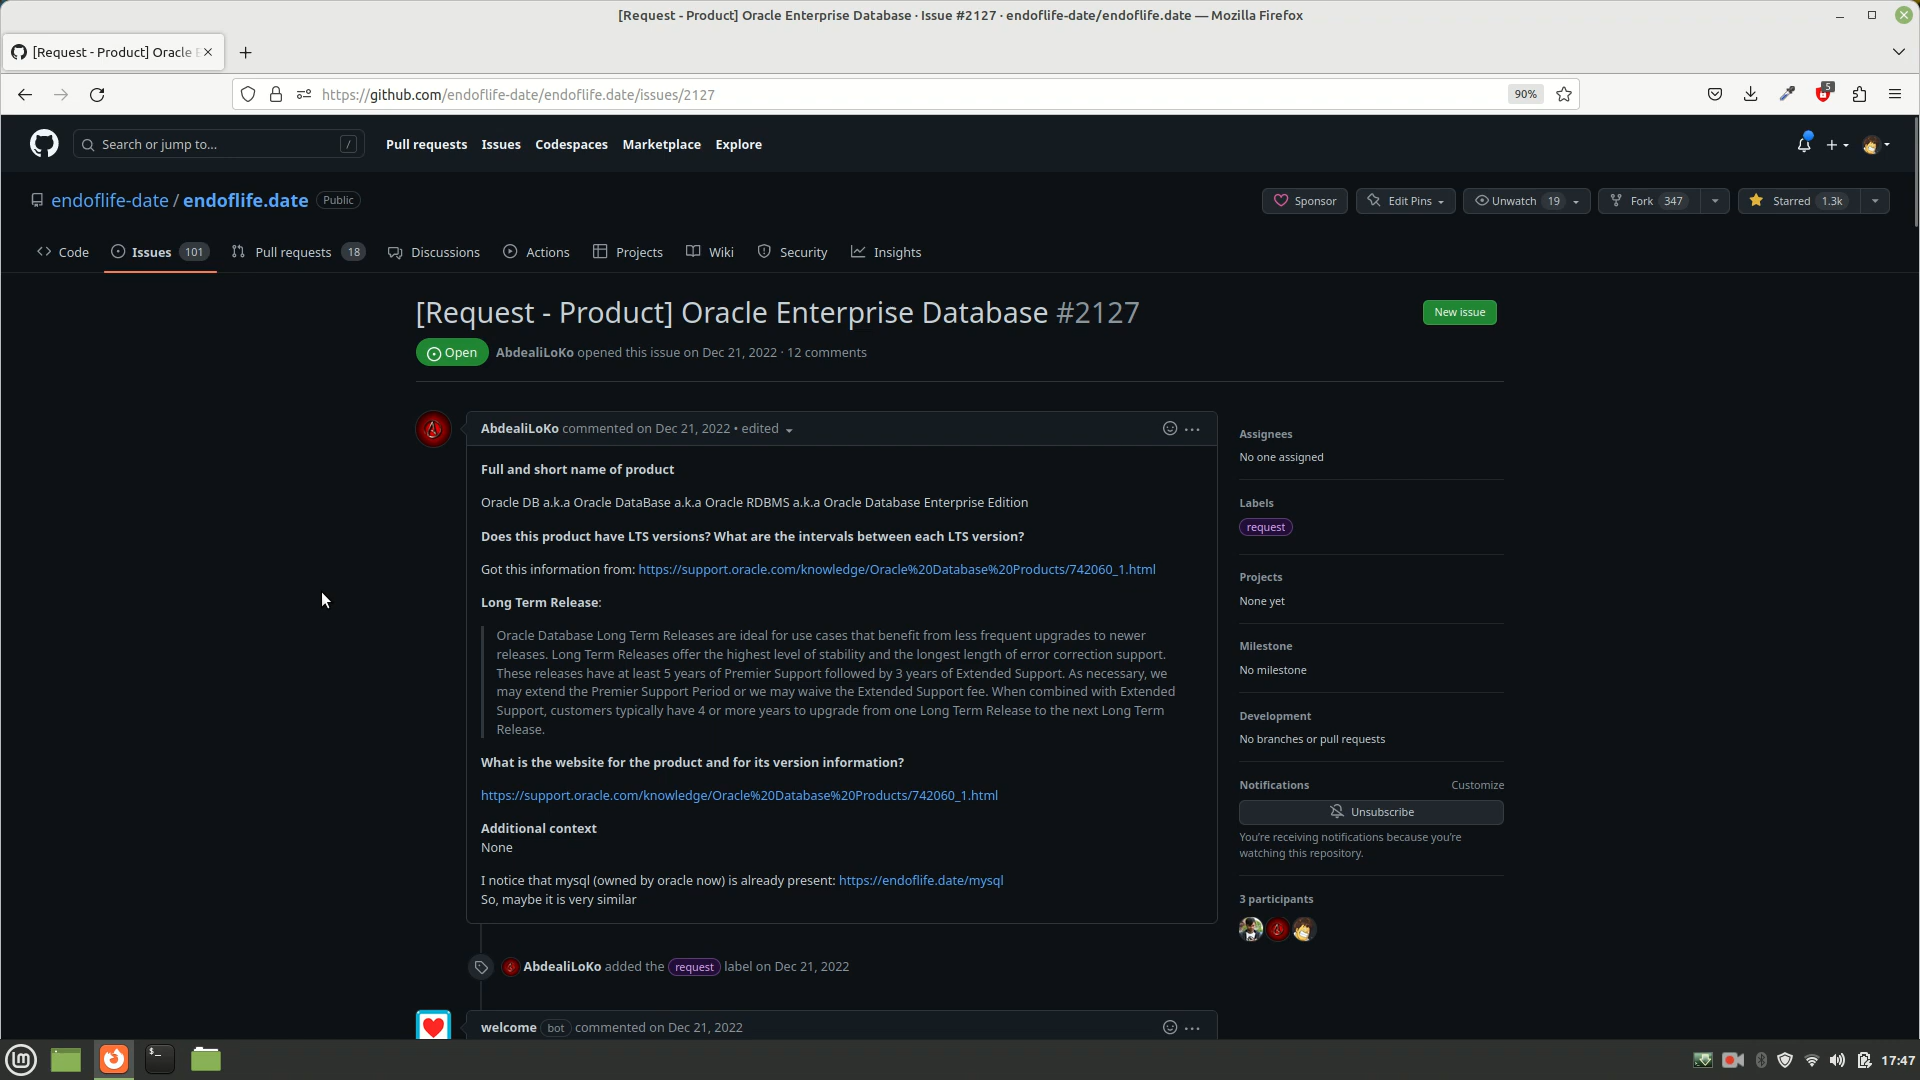 [Request - Product] Oracle Enterprise Database · Issue #2127 · endoflife-date/endoflife.date — Mozilla Firefox
[Request - Product] Oracle E
https://github.com/endoflife-date/endoflife.date/issues/2127
90%
5
Search or jump to...
/
Pull requests
Issues
Codespaces
Marketplace
Explore
endoflife-date / endoflife.date
Public
Sponsor
Edit Pins
Unwatch 19
Fork 347
Starred 1.3k
Code
Issues 101
Pull requests 18
Discussions
Actions
Projects
Wiki
Security
Insights
[Request - Product] Oracle Enterprise Database #2127
New issue
Open
AbdealiLoKo opened this issue on Dec 21, 2022 · 12 comments
AbdealiLoKo commented on Dec 21, 2022 • edited
Full and short name of product
Oracle DB a.k.a Oracle DataBase a.k.a Oracle RDBMS a.k.a Oracle Database Enterprise Edition
Does this product have LTS versions? What are the intervals between each LTS version?
Got this information from: https://support.oracle.com/knowledge/Oracle%20Database%20Products/742060_1.html
Long Term Release:
Oracle Database Long Term Releases are ideal for use cases that benefit from less frequent upgrades to newer
releases. Long Term Releases offer the highest level of stability and the longest length of error correction support.
These releases have at least 5 years of Premier Support followed by 3 years of Extended Support. As necessary, we
may extend the Premier Support Period or we may waive the Extended Support fee. When combined with Extended
Support, customers typically have 4 or more years to upgrade from one Long Term Release to the next Long Term
Release.
What is the website for the product and for its version information?
https://support.oracle.com/knowledge/Oracle%20Database%20Products/742060_1.html
Additional context
None
I notice that mysql (owned by oracle now) is already present: https://endoflife.date/mysql
So, maybe it is very similar
AbdealiLoKo added the request label on Dec 21, 2022
welcome bot commented on Dec 21, 2022
Assignees
No one assigned
Labels
request
Projects
None yet
Milestone
No milestone
Development
No branches or pull requests
Notifications
Customize
Unsubscribe
You're receiving notifications because you're
watching this repository.
3 participants
17:47